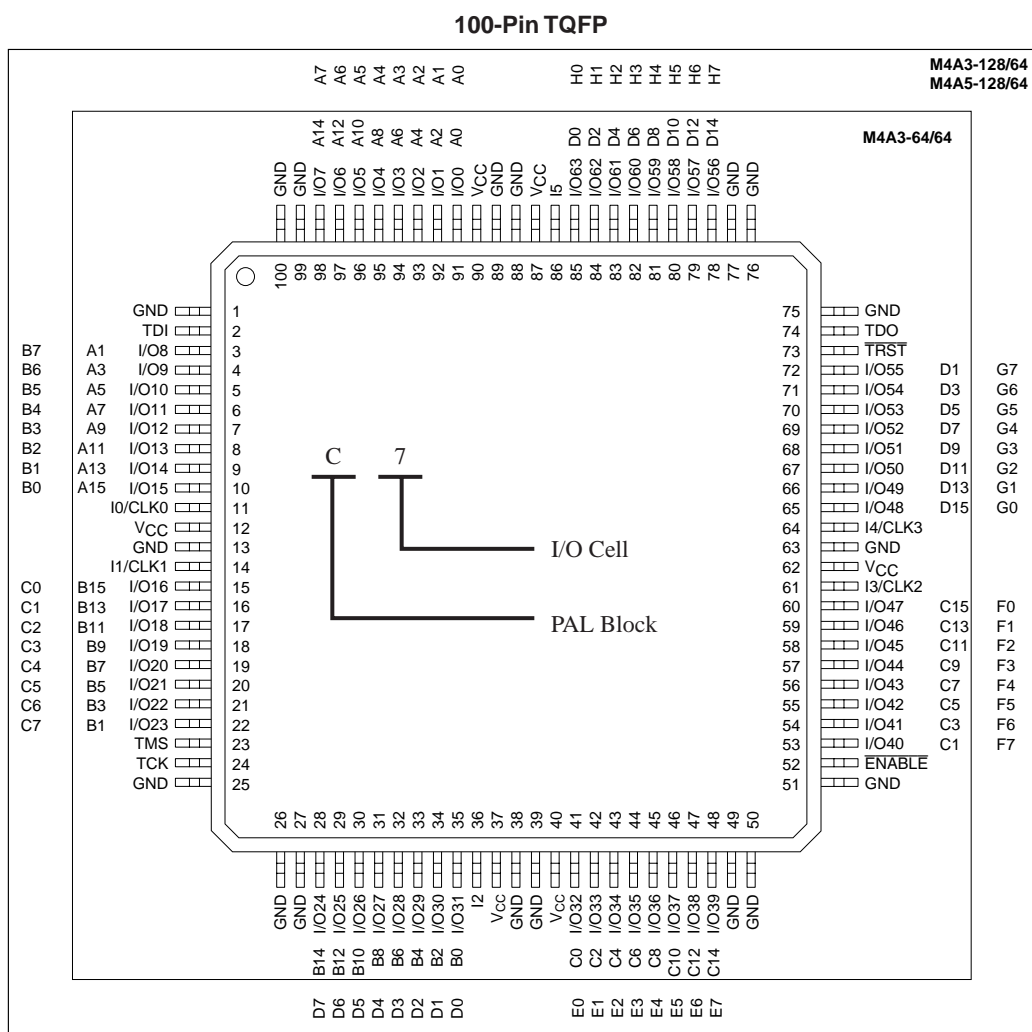 100-Pin TQFP
M4A3-128/64
M4A5-128/64
A7 A6 A5 A4 A3 A2 A1 A0 H0 H1 H2 H3 H4 H5 H6 H7
M4A3-64/64
A14 A12 A10 A8 A6 A4 A2 A0 D0 D2 D4 D6 D8 D10 D12 D14
GND GND I/O7 I/O6 I/O5 I/O4 I/O3 I/O2 I/O1 I/O0 VCC GND GND VCC I5 I/O63 I/O62 I/O61 I/O60 I/O59 I/O58 I/O57 I/O56 GND GND
100 99 98 97 96 95 94 93 92 91 90 89 88 87 86 85 84 83 82 81 80 79 78 77 76
GND 1 75 GND
TDI 2 74 TDO
B7 A1 I/O8 3 73 TRST
B6 A3 I/O9 4 72 I/O55 D1 G7
B5 A5 I/O10 5 71 I/O54 D3 G6
B4 A7 I/O11 6 70 I/O53 D5 G5
B3 A9 I/O12 7 69 I/O52 D7 G4
B2 A11 I/O13 8 68 I/O51 D9 G3
B1 A13 I/O14 9 67 I/O50 D11 G2
B0 A15 I/O15 10 66 I/O49 D13 G1
I0/CLK0 11 65 I/O48 D15 G0
VCC 12 64 I4/CLK3
GND 13 63 GND
I1/CLK1 14 62 VCC
C0 B15 I/O16 15 61 I3/CLK2
C1 B13 I/O17 16 60 I/O47 C15 F0
C2 B11 I/O18 17 59 I/O46 C13 F1
C3 B9 I/O19 18 58 I/O45 C11 F2
C4 B7 I/O20 19 57 I/O44 C9 F3
C5 B5 I/O21 20 56 I/O43 C7 F4
C6 B3 I/O22 21 55 I/O42 C5 F5
C7 B1 I/O23 22 54 I/O41 C3 F6
TMS 23 53 I/O40 C1 F7
TCK 24 52 ENABLE
GND 25 51 GND
C 7
I/O Cell
PAL Block
26 27 28 29 30 31 32 33 34 35 36 37 38 39 40 41 42 43 44 45 46 47 48 49 50
GND GND I/O24 I/O25 I/O26 I/O27 I/O28 I/O29 I/O30 I/O31 I2 Vcc GND GND Vcc I/O32 I/O33 I/O34 I/O35 I/O36 I/O37 I/O38 I/O39 GND GND
B14 B12 B10 B8 B6 B4 B2 B0 C0 C2 C4 C6 C8 C10 C12 C14
D7 D6 D5 D4 D3 D2 D1 D0 E0 E1 E2 E3 E4 E5 E6 E7